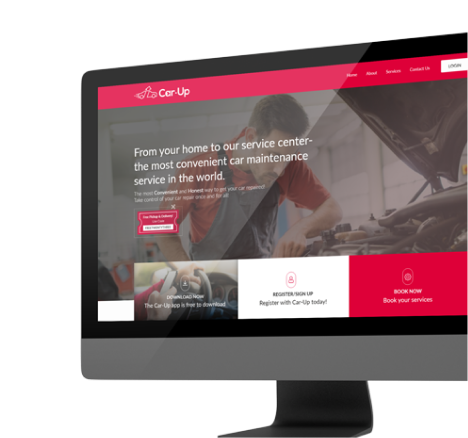 Car-Up
Home About Services Contact Us
From your home to our service center-
the most convenient car maintenance
service in the world.
The most Convenient and Honest way to get your car repaired!
Take control of your car repair once and for all!
Free Pickup & Delivery!
DOWNLOAD NOW
The Car-Up app is free to download
REGISTER/SIGN UP
Register with Car-Up today!
BOOK NOW
Book your services